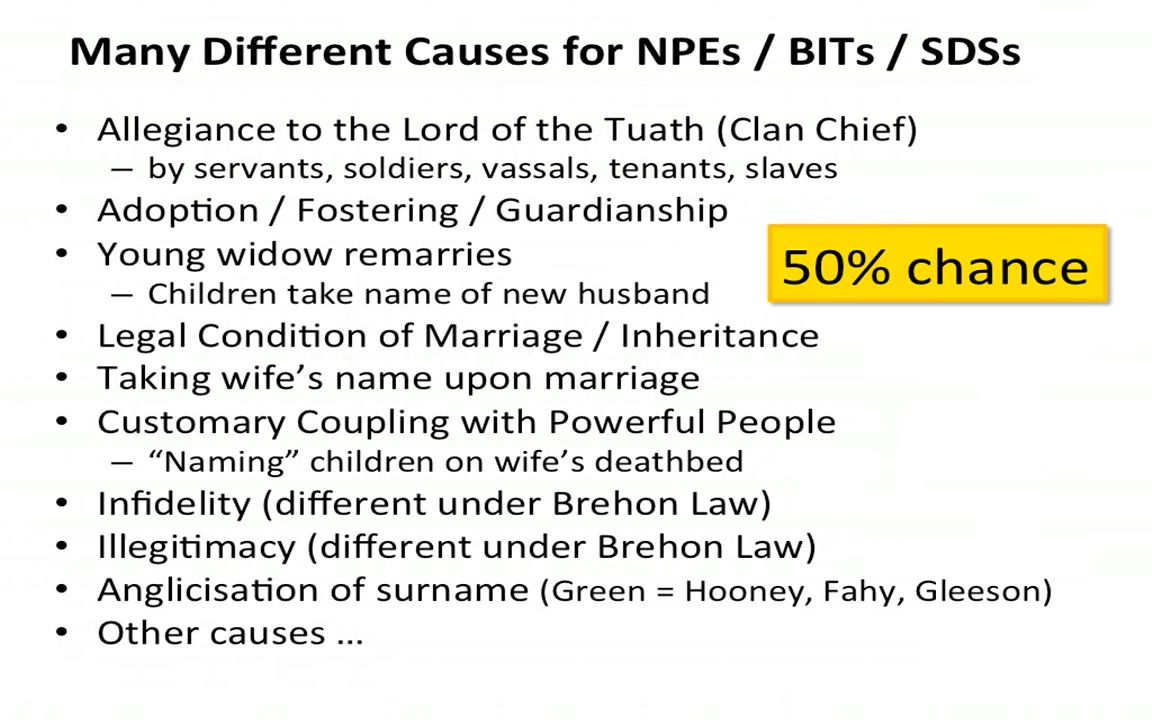 Many Different Causes for NPEs / BITs / SDSs
• Allegiance to the Lord of the Tuath (Clan Chief)
– by servants, soldiers, vassals, tenants, slaves
• Adoption / Fostering / Guardianship
• Young widow remarries
50% chance
– Children take name of new husband
• Legal Condition of Marriage / Inheritance
• Taking wife’s name upon marriage
• Customary Coupling with Powerful People
– “Naming” children on wife’s deathbed
• Infidelity (different under Brehon Law)
• Illegitimacy (different under Brehon Law)
• Anglicisation of surname (Green = Hooney, Fahy, Gleeson)
• Other causes ...